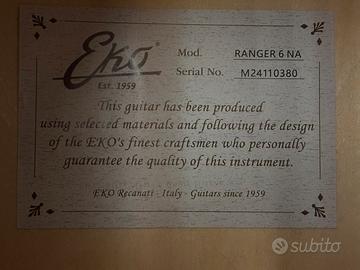 Eko®
Est. 1959
Mod. RANGER 6 NA
Serial No. M24110380
This guitar has been produced
using selected materials and following the design
of the EKO's finest craftsmen who personally
guarantee the quality of this instrument.
EKO Recanati - Italy - Guitars since 1959
subito